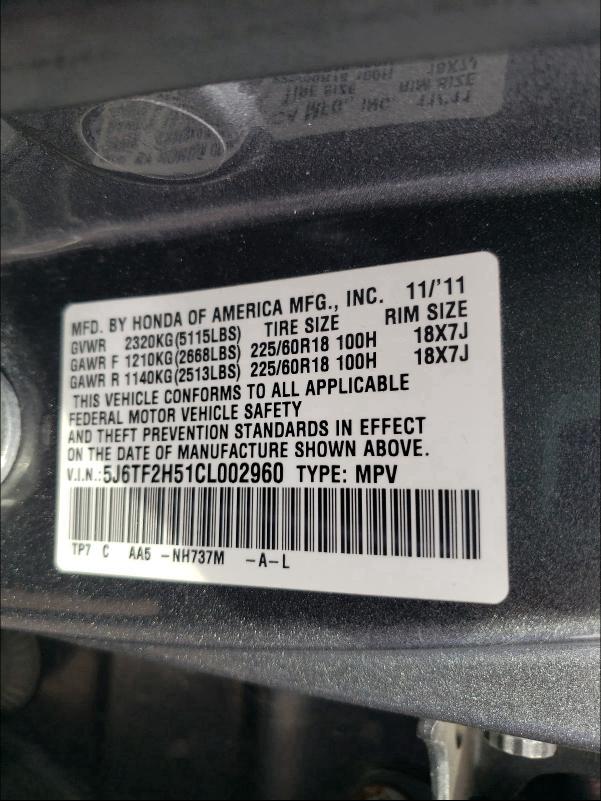 MFD. BY HONDA OF AMERICA MFG., INC. 11/'11
GVWR 2320KG(5115LBS) TIRE SIZE RIM SIZE
GAWR F 1210KG(2668LBS) 225/60R18 100H 18X7J
GAWR R 1140KG(2513LBS) 225/60R18 100H 18X7J
THIS VEHICLE CONFORMS TO ALL APPLICABLE
FEDERAL MOTOR VEHICLE SAFETY
AND THEFT PREVENTION STANDARDS IN EFFECT
ON THE DATE OF MANUFACTURE SHOWN ABOVE.
V.I.N.:5J6TF2H51CL002960 TYPE: MPV
TP7 C AA5 -NH737M -A-L